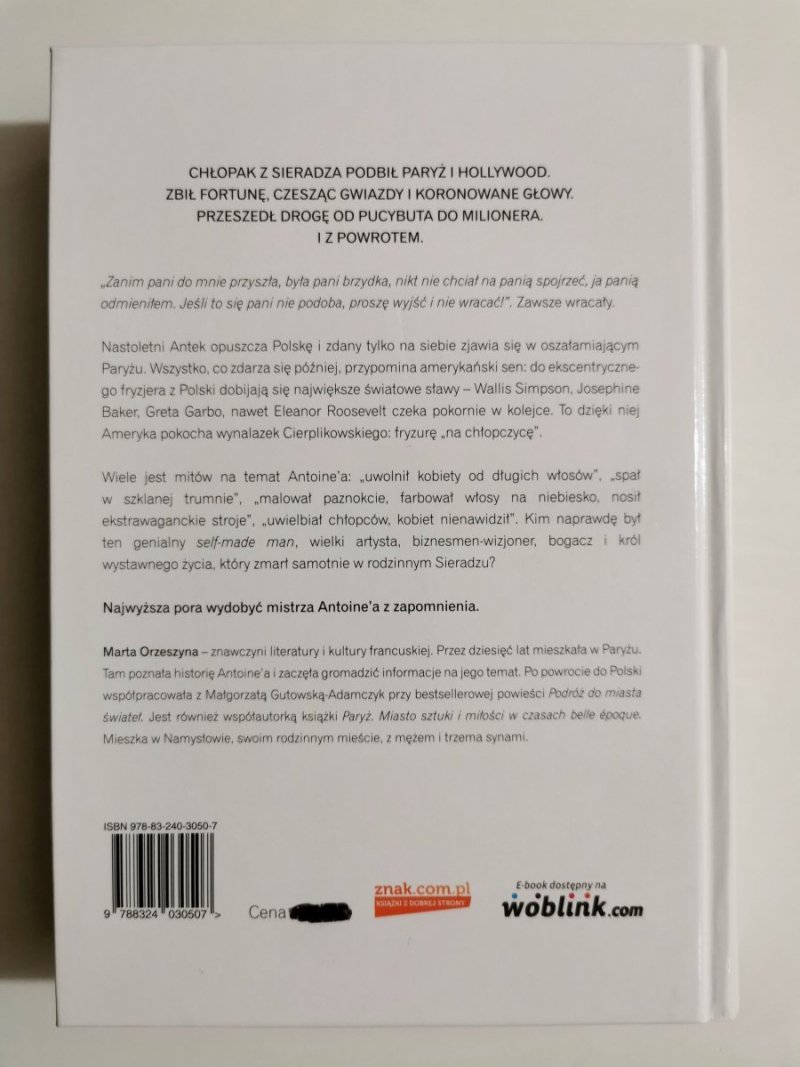 CHŁOPAK Z SIERADZA PODBIŁ PARYŻ I HOLLYWOOD.
ZBIŁ FORTUNĘ, CZESZĄC GWIAZDY I KORONOWANE GŁOWY.
PRZESZEDŁ DROGĘ OD PUCYBUTA DO MILIONERA.
I Z POWROTEM.
„Zanim pani do mnie przyszła, była pani brzydka, nikt nie chciał na panią spojrzeć, ja panią
odmieniłem. Jeśli to się pani nie podoba, proszę wyjść i nie wracać!”. Zawsze wracały.
Nastoletni Antek opuszcza Polskę i zdany tylko na siebie zjawia się w oszałamiającym
Paryżu. Wszystko, co zdarza się później, przypomina amerykański sen: do ekscentryczne-
go fryzjera z Polski dobijają się największe światowe sławy – Wallis Simpson, Josephine
Baker, Greta Garbo, nawet Eleanor Roosevelt czeka pokornie w kolejce. To dzięki niej
Ameryka pokocha wynalazek Cierplikowskiego: fryzurę „na chłopczycę”.
Wiele jest mitów na temat Antoine'a: „uwolnił kobiety od długich włosów”, „spał
w szklanej trumnie”, „malował paznokcie, farbował włosy na niebiesko, nosił
ekstrawaganckie stroje”, „uwielbiał chłopców, kobiet nienawidził”. Kim naprawdę był
ten genialny self-made man, wielki artysta, biznesmen-wizjoner, bogacz i król
wystawnego życia, który zmarł samotnie w rodzinnym Sieradzu?
Najwyższa pora wydobyć mistrza Antoine'a z zapomnienia.
Marta Orzeszyna – znawczyni literatury i kultury francuskiej. Przez dziesięć lat mieszkała w Paryżu.
Tam poznała historię Antoine'a i zaczęła gromadzić informacje na jego temat. Po powrocie do Polski
współpracowała z Małgorzatą Gutowską-Adamczyk przy bestsellerowej powieści Podróż do miasta
świateł. Jest również współautorką książki Paryż. Miasto sztuki i miłości w czasach belle époque.
Mieszka w Namysłowie, swoim rodzinnym mieście, z mężem i trzema synami.
ISBN 978-83-240-3050-7
9 788324 030507 >
Cena
znak.com.pl
KSIĄŻKI Z DOBREJ STRONY
E-book dostępny na
woblink.com